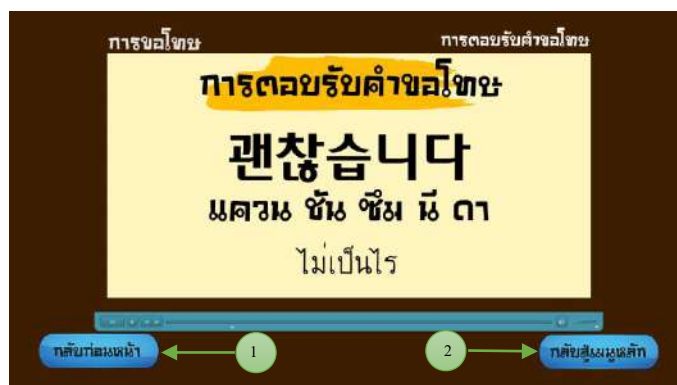 การขอโทษ
การตอบรับคำขอโทษ
การตอบรับคำขอโทษ
괜찮습니다
แควน ชัน ซึม นี ดา
ไม่เป็นไร
กลับก่อนหน้า
1
2
กลับสู่เมนูหลัก